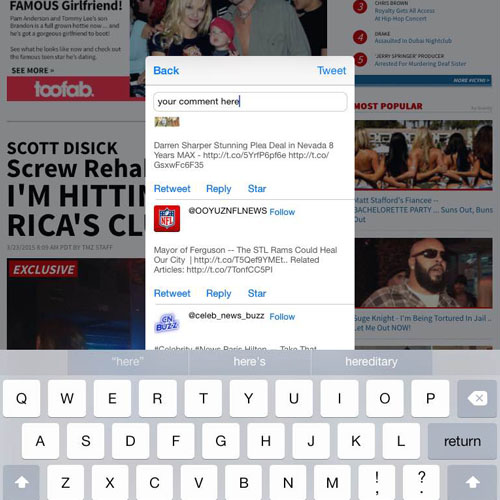 FAMOUS Girlfriend!
Pam Anderson and Tommy Lee's son
Brandon is a full grown hottie now ... and
he's got a gorgeous girlfriend to boot!
See what he looks like now and check out
the famous teen star he's dating.
SEE MORE >
toofab.
SCOTT DISICK
Screw Rehal
I'M HITTIN
RICA'S CLU
3/23/2015 6:09 AM PDT BY TMZ STAFF
EXCLUSIVE
Back
Tweet
your comment here
Darren Sharper Stunning Plea Deal in Nevada 8
Years MAX - http://t.co/5YrfP6pf6e http://t.co/
GsxwFc6F35
Retweet Reply Star
NFL
@OOYUZNFLNEWS Follow
Mayor of Ferguson -- The STL Rams Could Heal
Our City | http://t.co/T5Qef9YMEt.. Related
Articles: http://t.co/7TonfCC5PI
Retweet Reply Star
@celeb_news_buzz Follow
#Celebrity #News Paris Hilton -- Take That
3
CHRIS BROWN
Royalty Gets All Access
At Hip-Hop Concert
4
DRAKE
Assaulted in Dubai Nightclub
5
'JERRY SPRINGER' PRODUCER
Arrested For Murdering Deaf Sister
MORE HYPING >
MOST POPULAR
Matt Stafford's Fiancee --
BACHELORETTE PARTY ... Suns Out, Buns
Out
Suge Knight - I'm Being Tortured in Jail ..
Let Me Out NOW!
"here" here's hereditary
Q W E R T Y U I O P
A S D F G H J K L return
Z X C V B N M ! , ? .